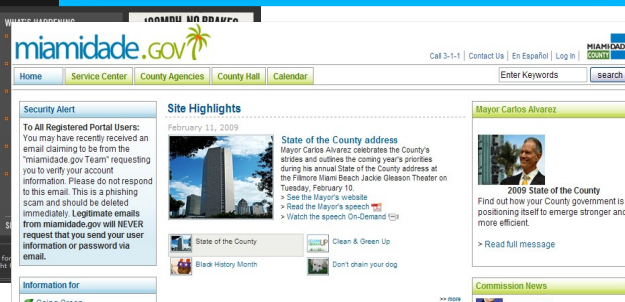 WHAT'S HAPPENING
100MPH. NO BRAKES
miamidade.gov
Call 3-1-1 | Contact Us | En Español | Log In |
MIAMI-DADE
COUNTY
Home
Service Center
County Agencies
County Hall
Calendar
Enter Keywords
search
Security Alert
To All Registered Portal Users:
You may have recently received an
email claiming to be from the
"miamidade.gov Team" requesting
you to verify your account
information. Please do not respond
to this email. This is a phishing
scam and should be deleted
immediately. Legitimate emails
from miamidade.gov will NEVER
request that you send your user
information or password via
email.
Information for
Going Green
Site Highlights
February 11, 2009
State of the County address
Mayor Carlos Alvarez celebrates the County's
strides and outlines the coming year's priorities
during his annual State of the County address at
the Fillmore Miami Beach Jackie Gleason Theater on
Tuesday, February 10.
> See the Mayor's website
> Read the Mayor's speech
> Watch the speech On-Demand
State of the County
Clean & Green Up
Black History Month
Don't chain your dog
>> more
Mayor Carlos Alvarez
2009 State of the County
Find out how your County government is
positioning itself to emerge stronger and
more efficient.
> Read full message
Commission News